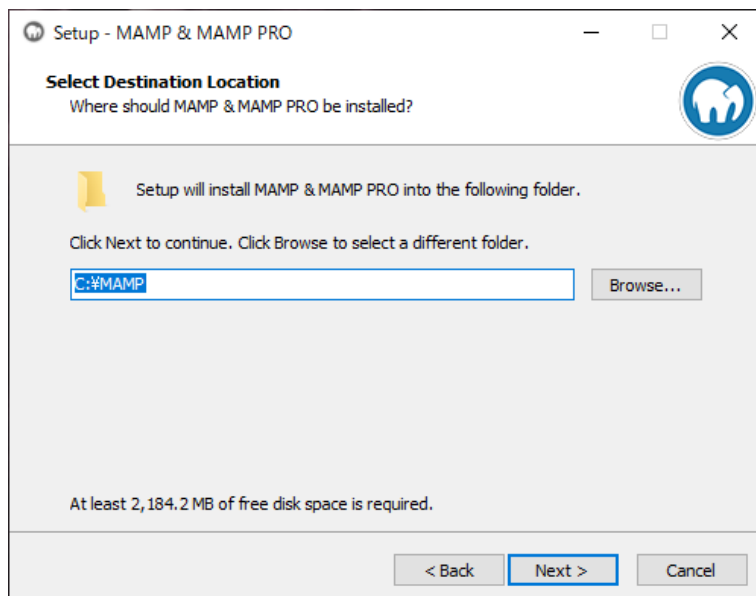 Setup - MAMP & MAMP PRO
Select Destination Location
Where should MAMP & MAMP PRO be installed?
Setup will install MAMP & MAMP PRO into the following folder.
Click Next to continue. Click Browse to select a different folder.
C:¥MAMP
Browse...
At least 2,184.2 MB of free disk space is required.
< Back
Next >
Cancel